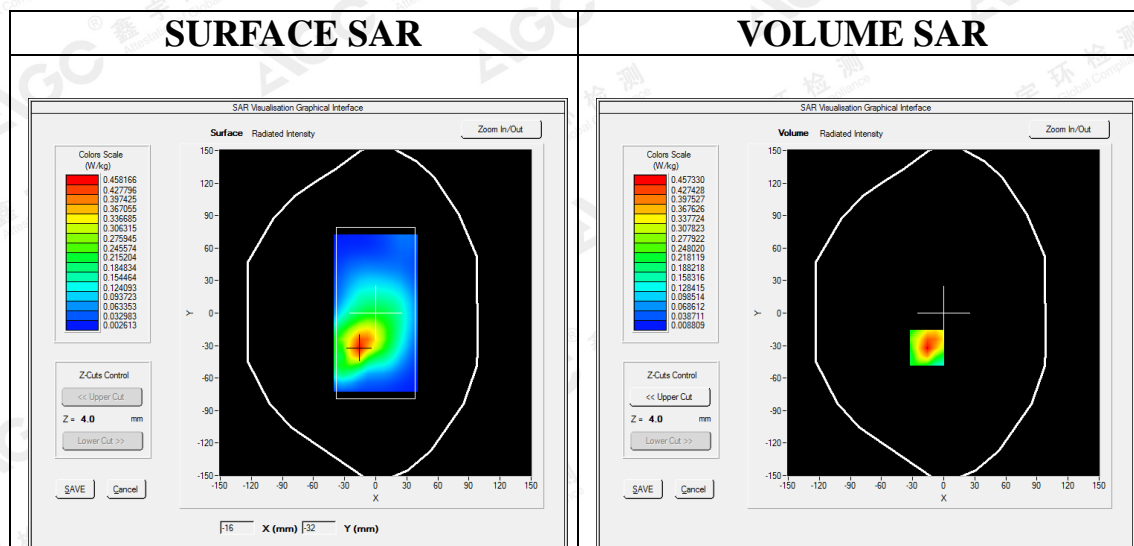 SURFACE SAR
VOLUME SAR
SAR Visualisation Graphical Interface
Surface Radiated Intensity
Zoom In/Out
Colors Scale
(W/kg)
0.458166
0.427796
0.397425
0.367055
0.336685
0.306315
0.275945
0.245574
0.215204
0.184834
0.154464
0.124093
0.093723
0.063353
0.032983
0.002613
150
120
90
60
30
0
-30
-60
-90
-120
-150
Y
-150 -120 -90 -60 -30 0 30 60 90 120 150
X
Z-Cuts Control
<< Upper Cut
Z = 4.0 mm
Lower Cut >>
SAVE Cancel
-16 X (mm) -32 Y (mm)
SAR Visualisation Graphical Interface
Volume Radiated Intensity
Zoom In/Out
Colors Scale
(W/kg)
0.457330
0.427428
0.397527
0.367626
0.337724
0.307823
0.277922
0.248020
0.218119
0.188218
0.158316
0.128415
0.098514
0.068612
0.038711
0.008809
150
120
90
60
30
0
-30
-60
-90
-120
-150
Y
-150 -120 -90 -60 -30 0 30 60 90 120 150
X
Z-Cuts Control
<< Upper Cut
Z = 4.0 mm
Lower Cut >>
SAVE Cancel